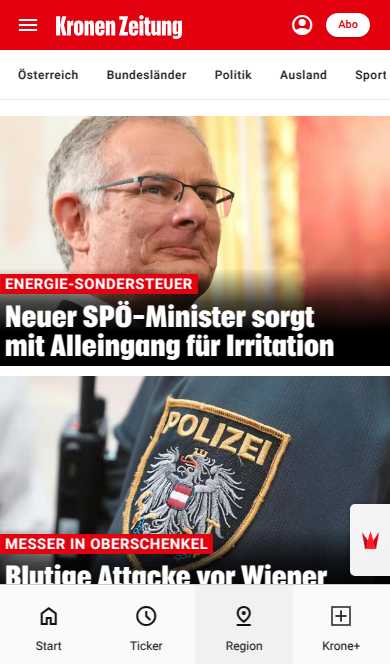 Kronen Zeitung
Abo
Österreich Bundesländer Politik Ausland Sport
ENERGIE-SONDERSTEUER
Neuer SPÖ-Minister sorgt
mit Alleingang für Irritation
POLIZEI
MESSER IN OBERSCHENKEL
Blutige Attacke vor Wiener
Start Ticker Region Krone+